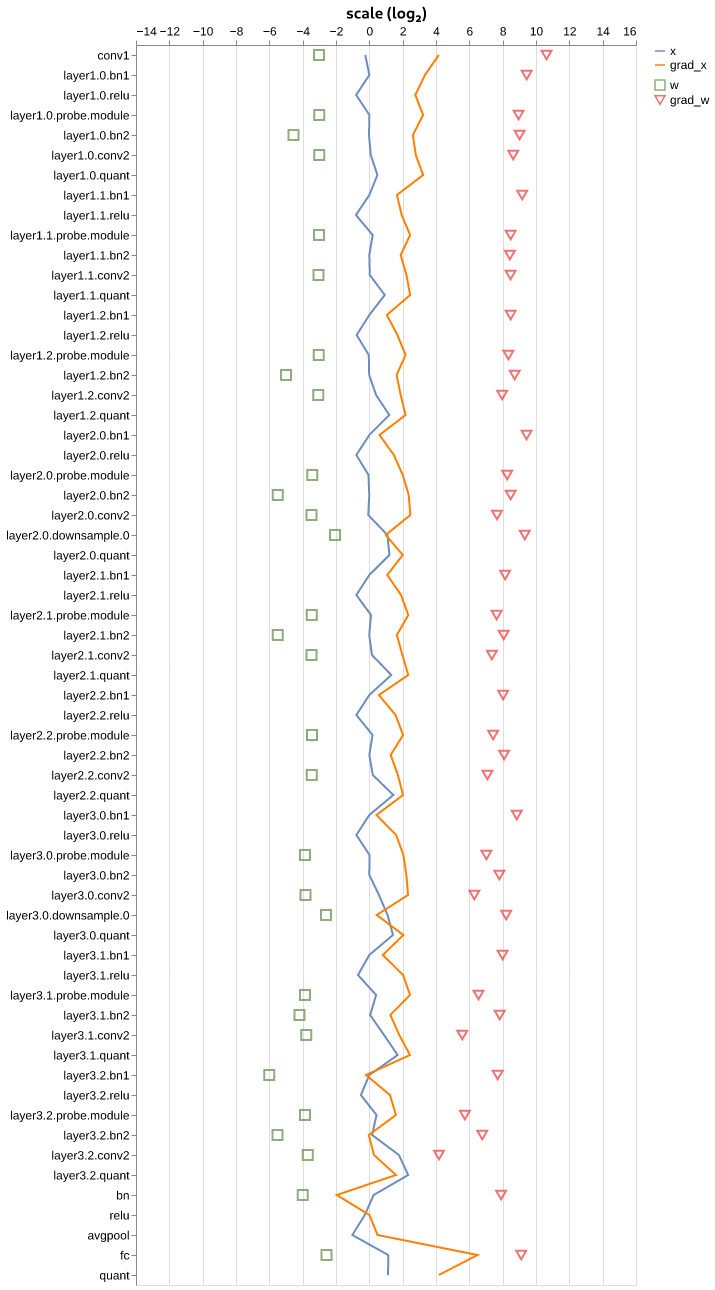 scale (log₂)
−14 −12 −10 −8 −6 −4 −2 0 2 4 6 8 10 12 14 16
x
grad_x
w
grad_w
conv1
layer1.0.bn1
layer1.0.relu
layer1.0.probe.module
layer1.0.bn2
layer1.0.conv2
layer1.0.quant
layer1.1.bn1
layer1.1.relu
layer1.1.probe.module
layer1.1.bn2
layer1.1.conv2
layer1.1.quant
layer1.2.bn1
layer1.2.relu
layer1.2.probe.module
layer1.2.bn2
layer1.2.conv2
layer1.2.quant
layer2.0.bn1
layer2.0.relu
layer2.0.probe.module
layer2.0.bn2
layer2.0.conv2
layer2.0.downsample.0
layer2.0.quant
layer2.1.bn1
layer2.1.relu
layer2.1.probe.module
layer2.1.bn2
layer2.1.conv2
layer2.1.quant
layer2.2.bn1
layer2.2.relu
layer2.2.probe.module
layer2.2.bn2
layer2.2.conv2
layer2.2.quant
layer3.0.bn1
layer3.0.relu
layer3.0.probe.module
layer3.0.bn2
layer3.0.conv2
layer3.0.downsample.0
layer3.0.quant
layer3.1.bn1
layer3.1.relu
layer3.1.probe.module
layer3.1.bn2
layer3.1.conv2
layer3.1.quant
layer3.2.bn1
layer3.2.relu
layer3.2.probe.module
layer3.2.bn2
layer3.2.conv2
layer3.2.quant
bn
relu
avgpool
fc
quant